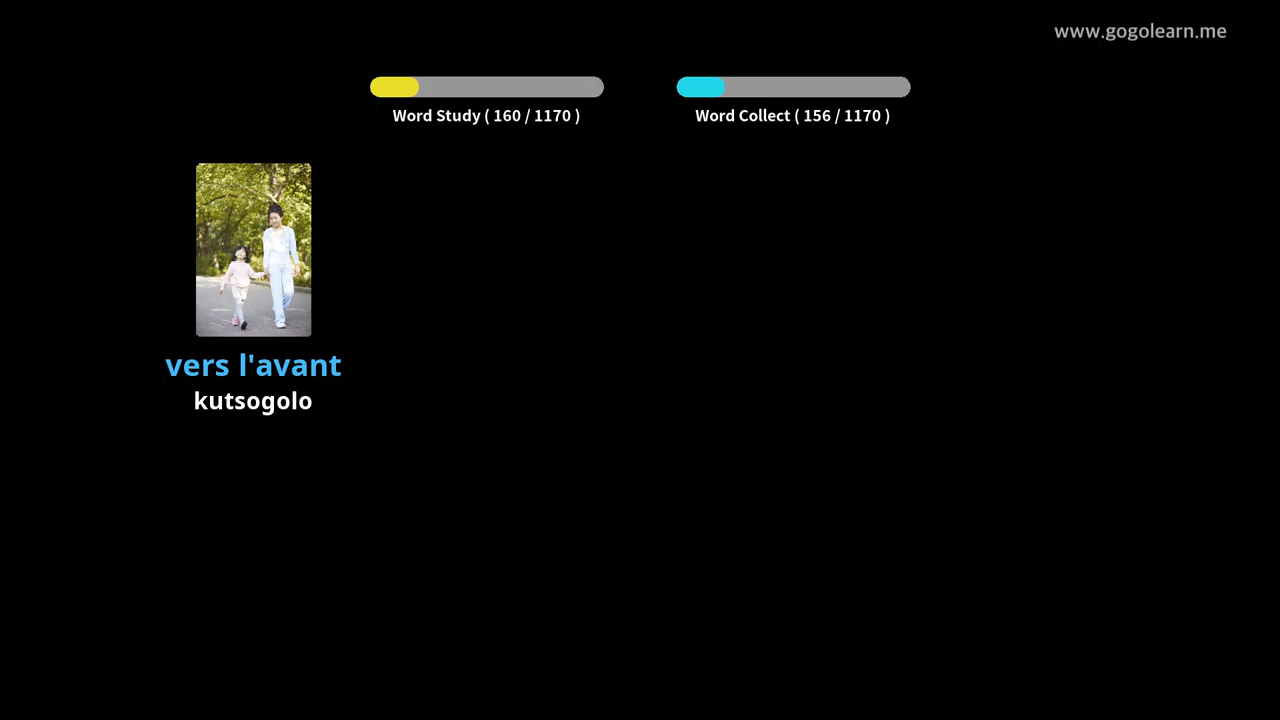 www.gogolearn.me
Word Study ( 160 / 1170 )
Word Collect ( 156 / 1170 )
vers l'avant
kutsogolo